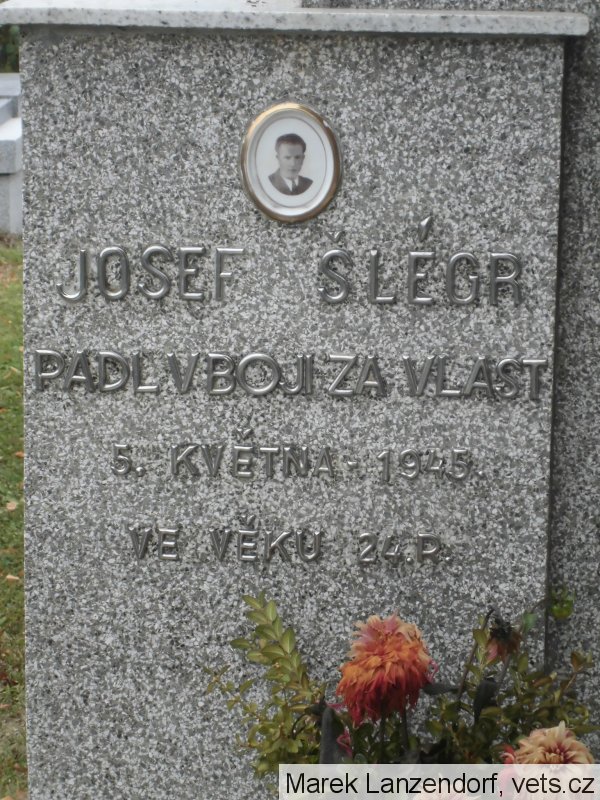 JOSEF ŠLÉGR
PADL V BOJI ZA VLAST
5. KVĚTNA - 1945.
VE VĚKU 24.R.
Marek Lanzendorf, vets.cz